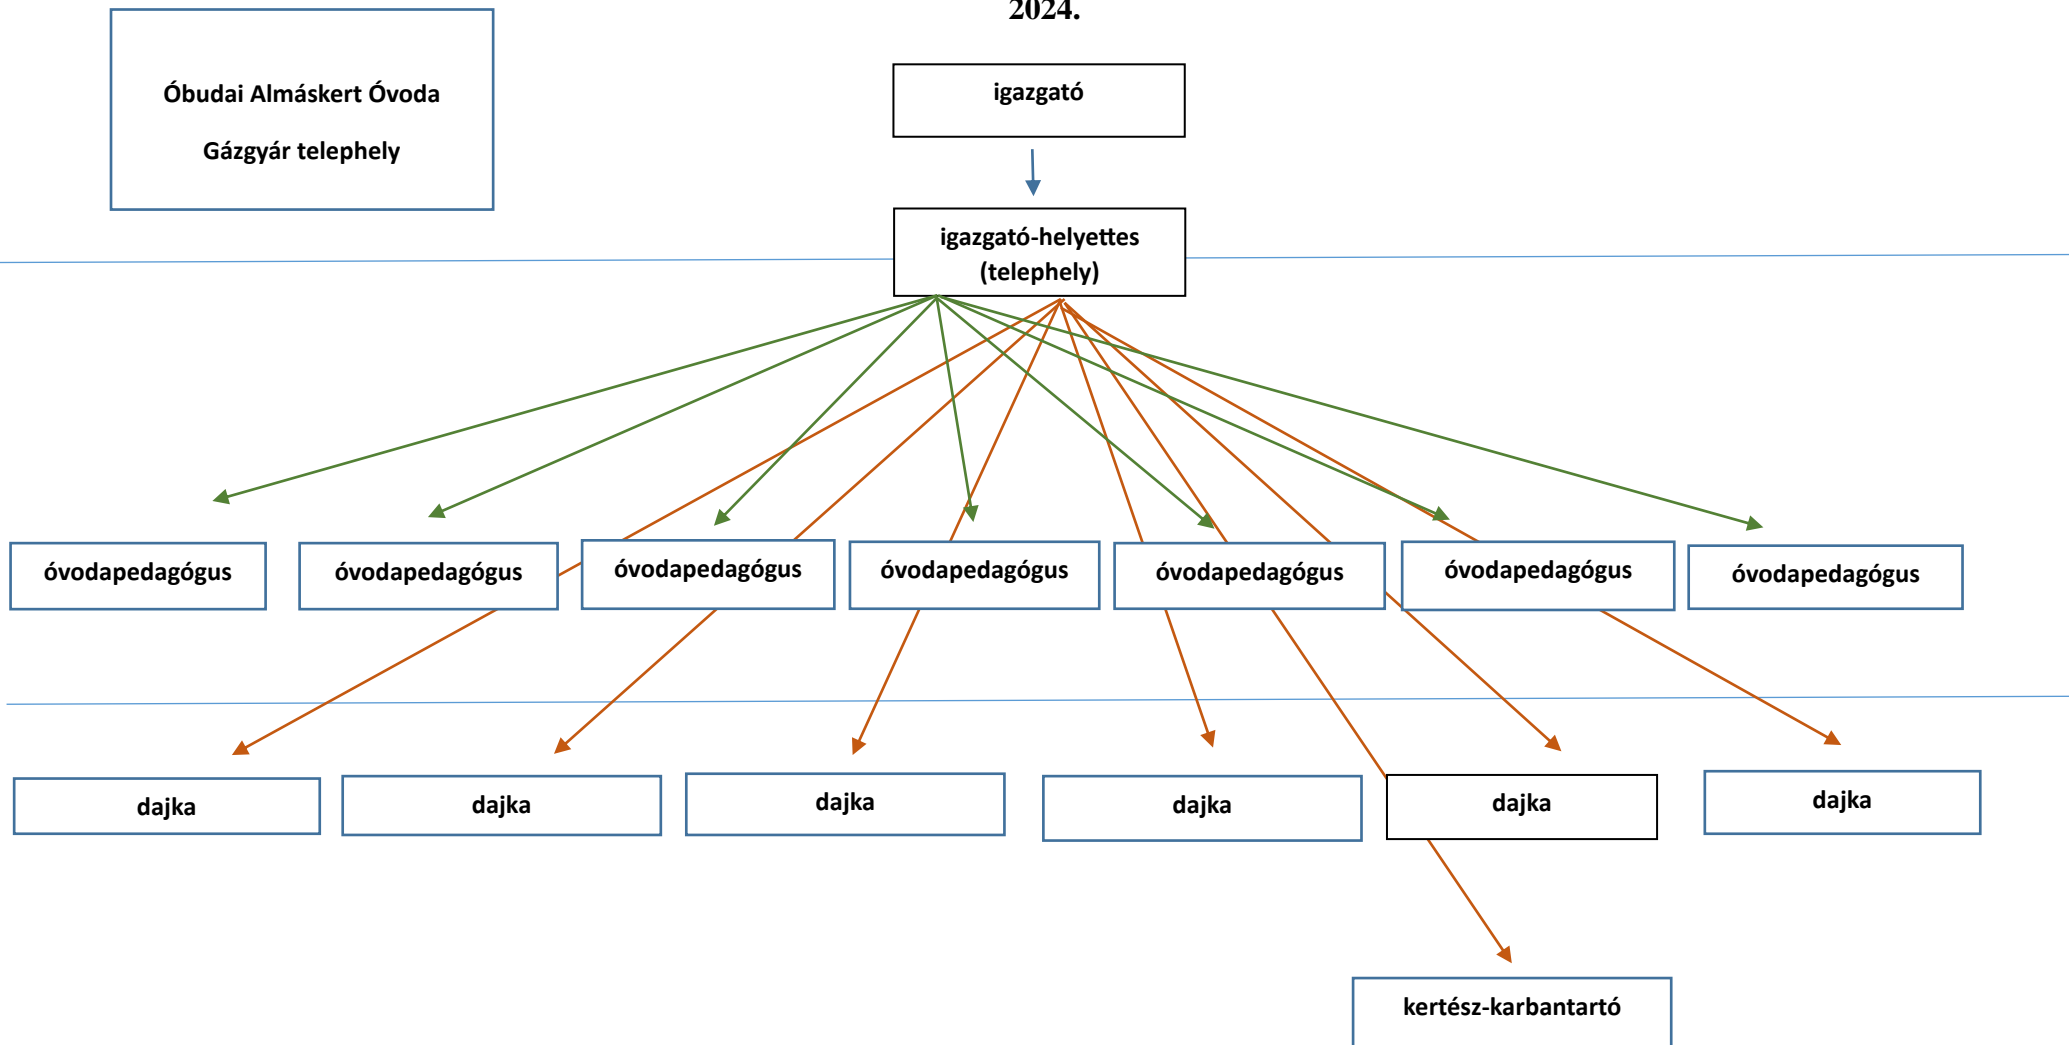 2024.
Óbudai Almáskert Óvoda
Gázgyár telephely
igazgató
igazgató-helyettes
(telephely)
óvodapedagógus
óvodapedagógus
óvodapedagógus
óvodapedagógus
óvodapedagógus
óvodapedagógus
óvodapedagógus
dajka
dajka
dajka
dajka
dajka
dajka
kertész-karbantartó